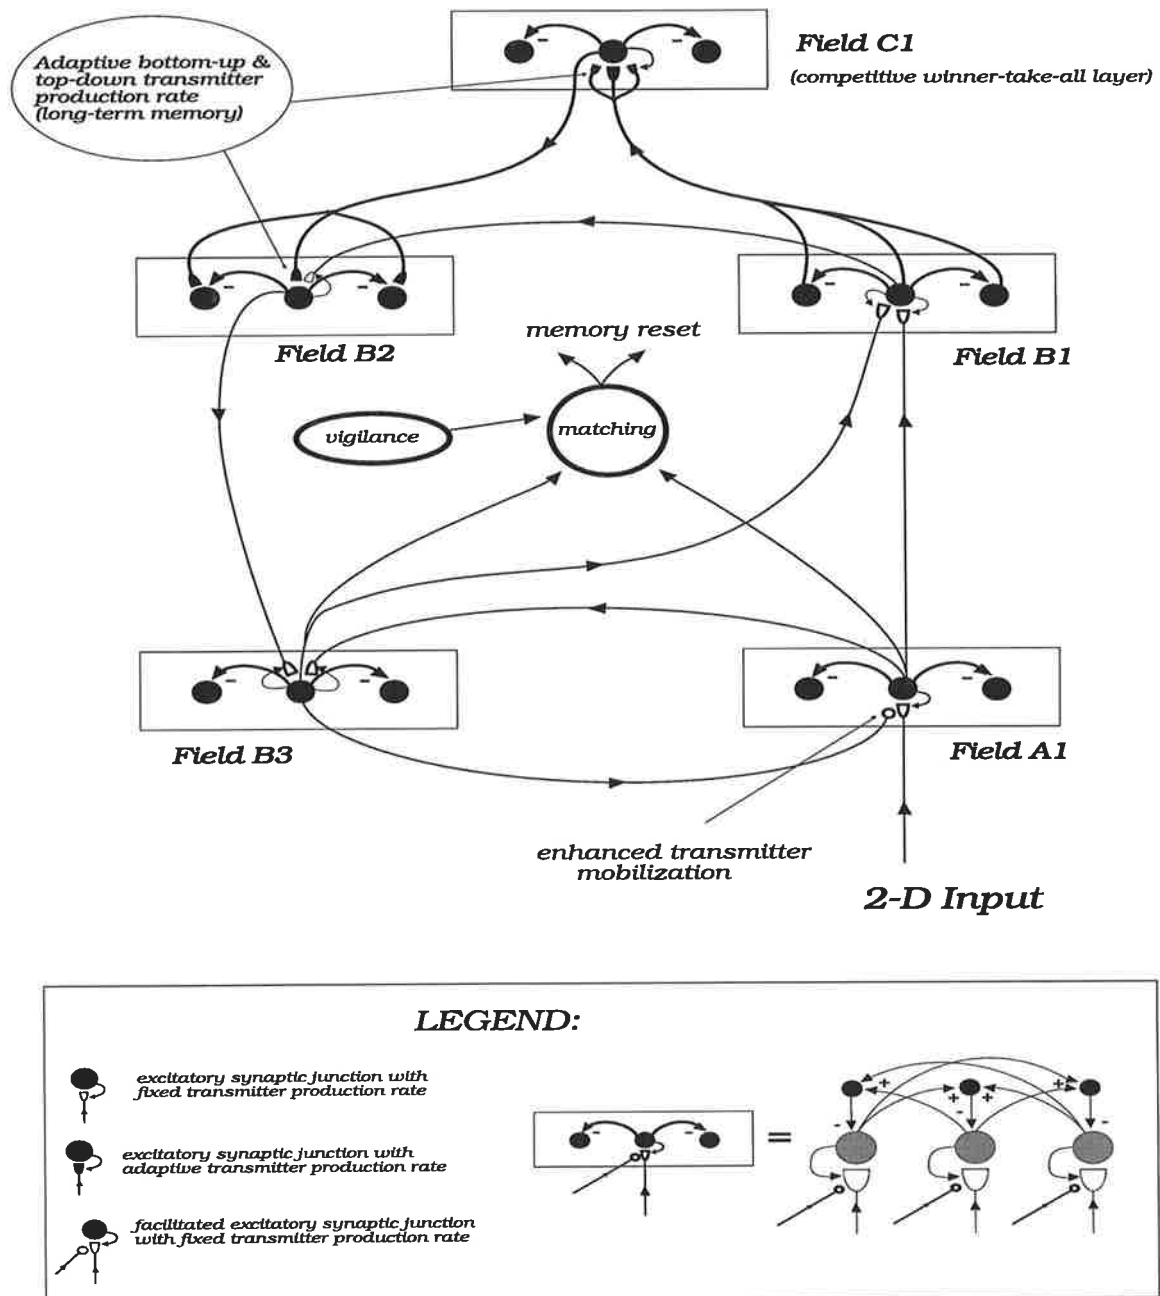 Adaptive bottom-up &
top-down transmitter
production rate
(long-term memory)
Field C1
(competitive winner-take-all layer)
-
-
-
-
Field B2
-
-
Field B1
memory reset
vigilance
matching
-
-
Field B3
-
-
Field A1
enhanced transmitter
mobilization
2-D Input
LEGEND:
excitatory synaptic junction with
fixed transmitter production rate
excitatory synaptic junction with
adaptive transmitter production rate
facilitated excitatory synaptic junction
with fixed transmitter production rate
-
-
=
+
+
+
+
-
-
-